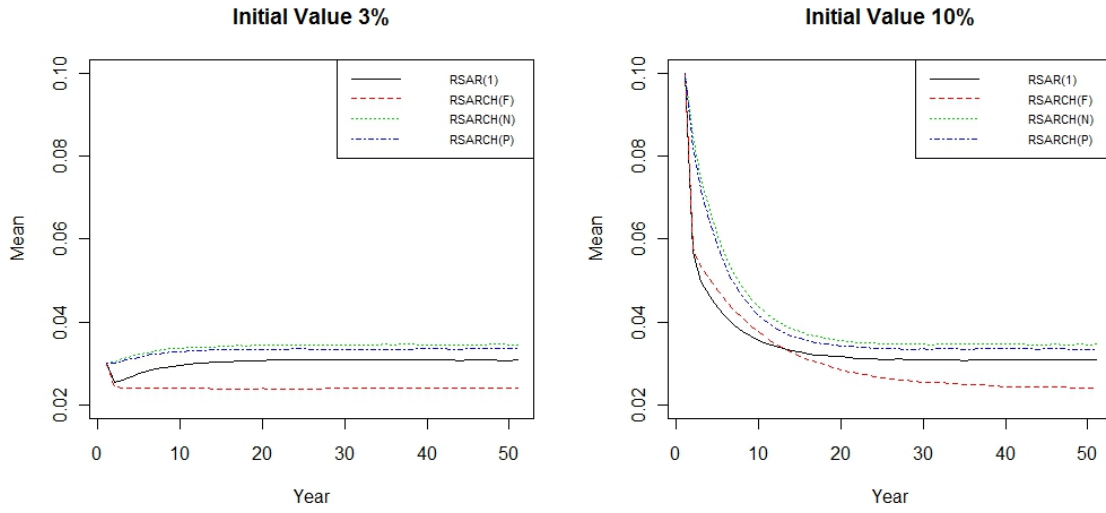 Initial Value 3%
Mean
0.02
0.04
0.06
0.08
0.10
RSAR(1)
RSARCH(F)
RSARCH(N)
RSARCH(P)
0
10
20
30
40
50
Year
Initial Value 10%
Mean
0.02
0.04
0.06
0.08
0.10
RSAR(1)
RSARCH(F)
RSARCH(N)
RSARCH(P)
0
10
20
30
40
50
Year